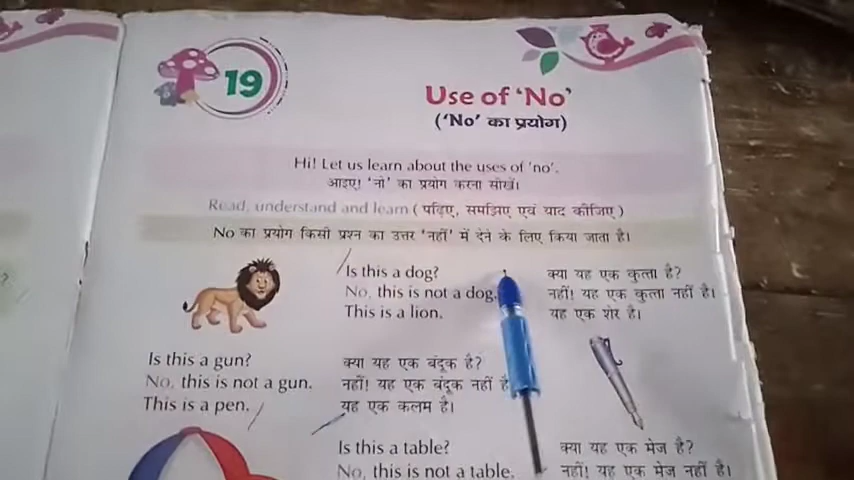 19
Use of 'No'
('No' का प्रयोग)
Hi! Let us learn about the uses of 'no'.
आइए! 'नो' का प्रयोग करना सीखें।
Read, understand and learn ( पढ़िए, समझिए एवं याद कीजिए )
No का प्रयोग किसी प्रश्न का उत्तर 'नहीं' में देने के लिए किया जाता है।
Is this a dog? क्या यह एक कुत्ता है?
No, this is not a dog. नहीं! यह एक कुत्ता नहीं है।
This is a lion. यह एक शेर है।
Is this a gun? क्या यह एक बंदूक है?
No, this is not a gun. नहीं! यह एक बंदूक नहीं है
This is a pen. यह एक कलम है।
Is this a table? क्या यह एक मेज है?
No, this is not a table. नहीं! यह एक मेज नहीं है।